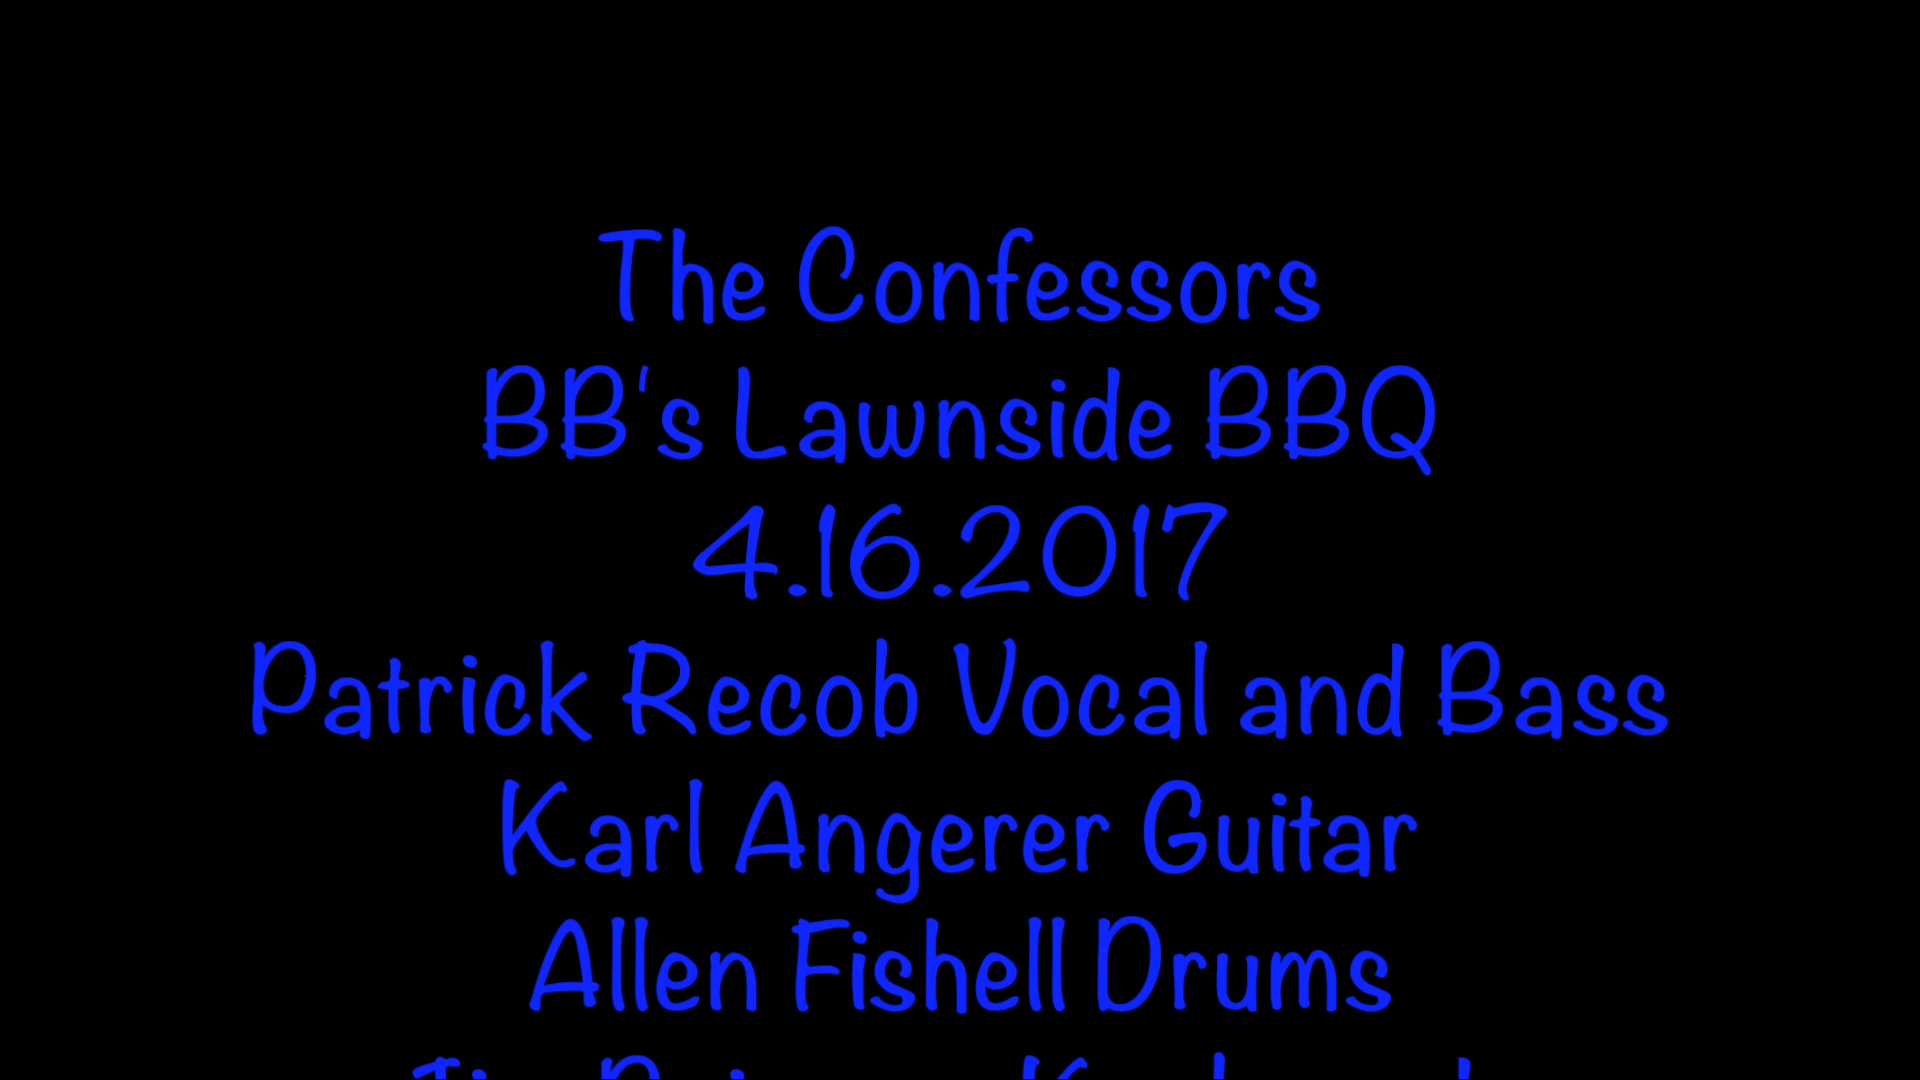 The Confessors
BB's Lawnside BBQ
4.16.2017
Patrick Recob Vocal and Bass
Karl Angerer Guitar
Allen Fishell Drums